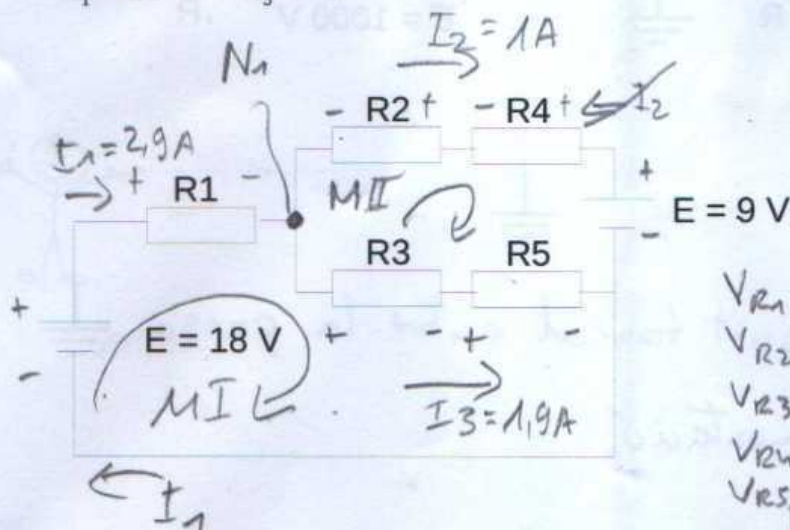 I2 = 1A
N1
- R2 + - R4 + I2
I1 = 2,9A
+ R1 -
MII
+
E = 9 V
-
R3 R5
+ - + -
+
E = 18 V
-
MI
I3 = 1,9A
I1
VR1
VR2
VR3
VR4
VR5